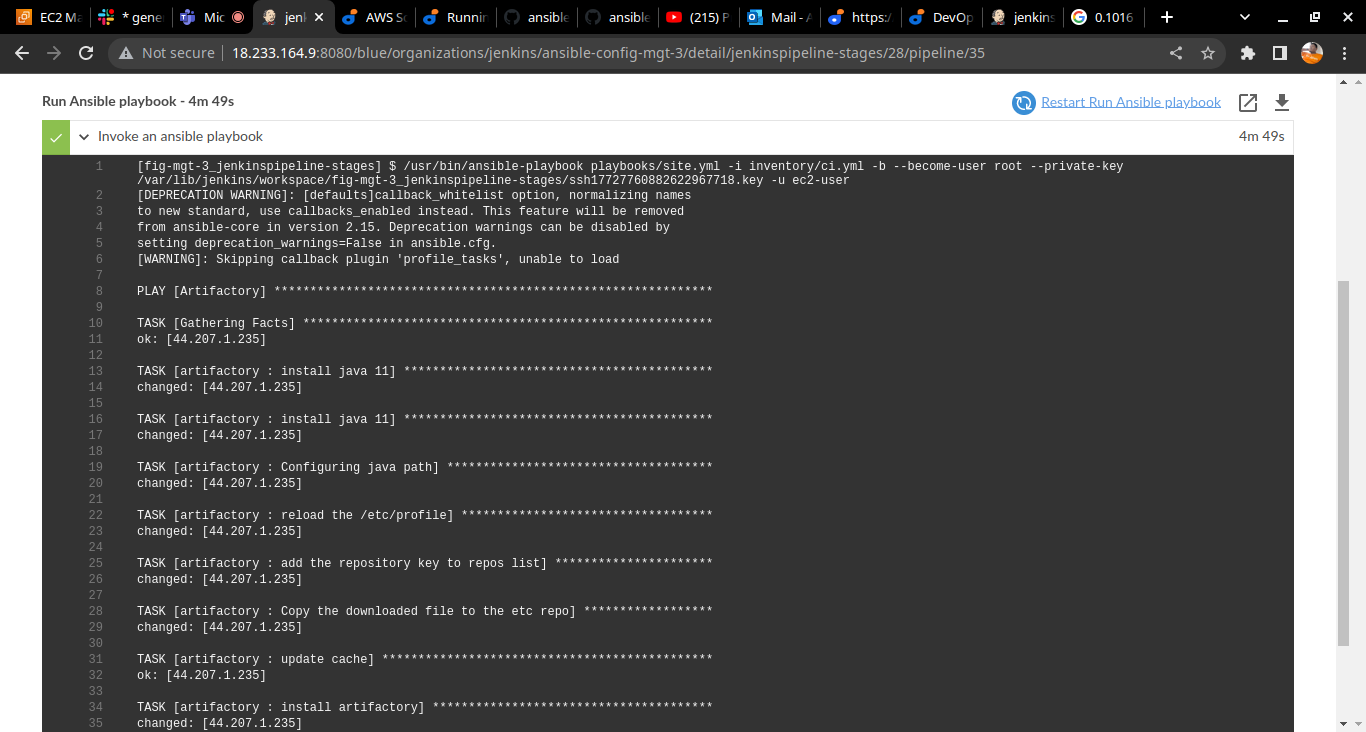 EC2 Ma
* gene
Mic
jenk
AWS So
Runnin
ansible
ansible
(215) P
Mail - A
https:/
DevOp
jenkins
0.1016
Not secure
18.233.164.9:8080/blue/organizations/jenkins/ansible-config-mgt-3/detail/jenkinspipeline-stages/28/pipeline/35
Run Ansible playbook - 4m 49s
Restart Run Ansible playbook
Invoke an ansible playbook
4m 49s
1 [fig-mgt-3_jenkinspipeline-stages] $ /usr/bin/ansible-playbook playbooks/site.yml -i inventory/ci.yml -b --become-user root --private-key
/var/lib/jenkins/workspace/fig-mgt-3_jenkinspipeline-stages/ssh17727760882622967718.key -u ec2-user
2 [DEPRECATION WARNING]: [defaults]callback_whitelist option, normalizing names
3 to new standard, use callbacks_enabled instead. This feature will be removed
4 from ansible-core in version 2.15. Deprecation warnings can be disabled by
5 setting deprecation_warnings=False in ansible.cfg.
6 [WARNING]: Skipping callback plugin 'profile_tasks', unable to load
7
8 PLAY [Artifactory] *************************************************************
9
10 TASK [Gathering Facts] *********************************************************
11 ok: [44.207.1.235]
12
13 TASK [artifactory : install java 11] *******************************************
14 changed: [44.207.1.235]
15
16 TASK [artifactory : install java 11] *******************************************
17 changed: [44.207.1.235]
18
19 TASK [artifactory : Configuring java path] *************************************
20 changed: [44.207.1.235]
21
22 TASK [artifactory : reload the /etc/profile] ***********************************
23 changed: [44.207.1.235]
24
25 TASK [artifactory : add the repository key to repos list] **********************
26 changed: [44.207.1.235]
27
28 TASK [artifactory : Copy the downloaded file to the etc repo] ******************
29 changed: [44.207.1.235]
30
31 TASK [artifactory : update cache] **********************************************
32 ok: [44.207.1.235]
33
34 TASK [artifactory : install artifactory] ***************************************
35 changed: [44.207.1.235]